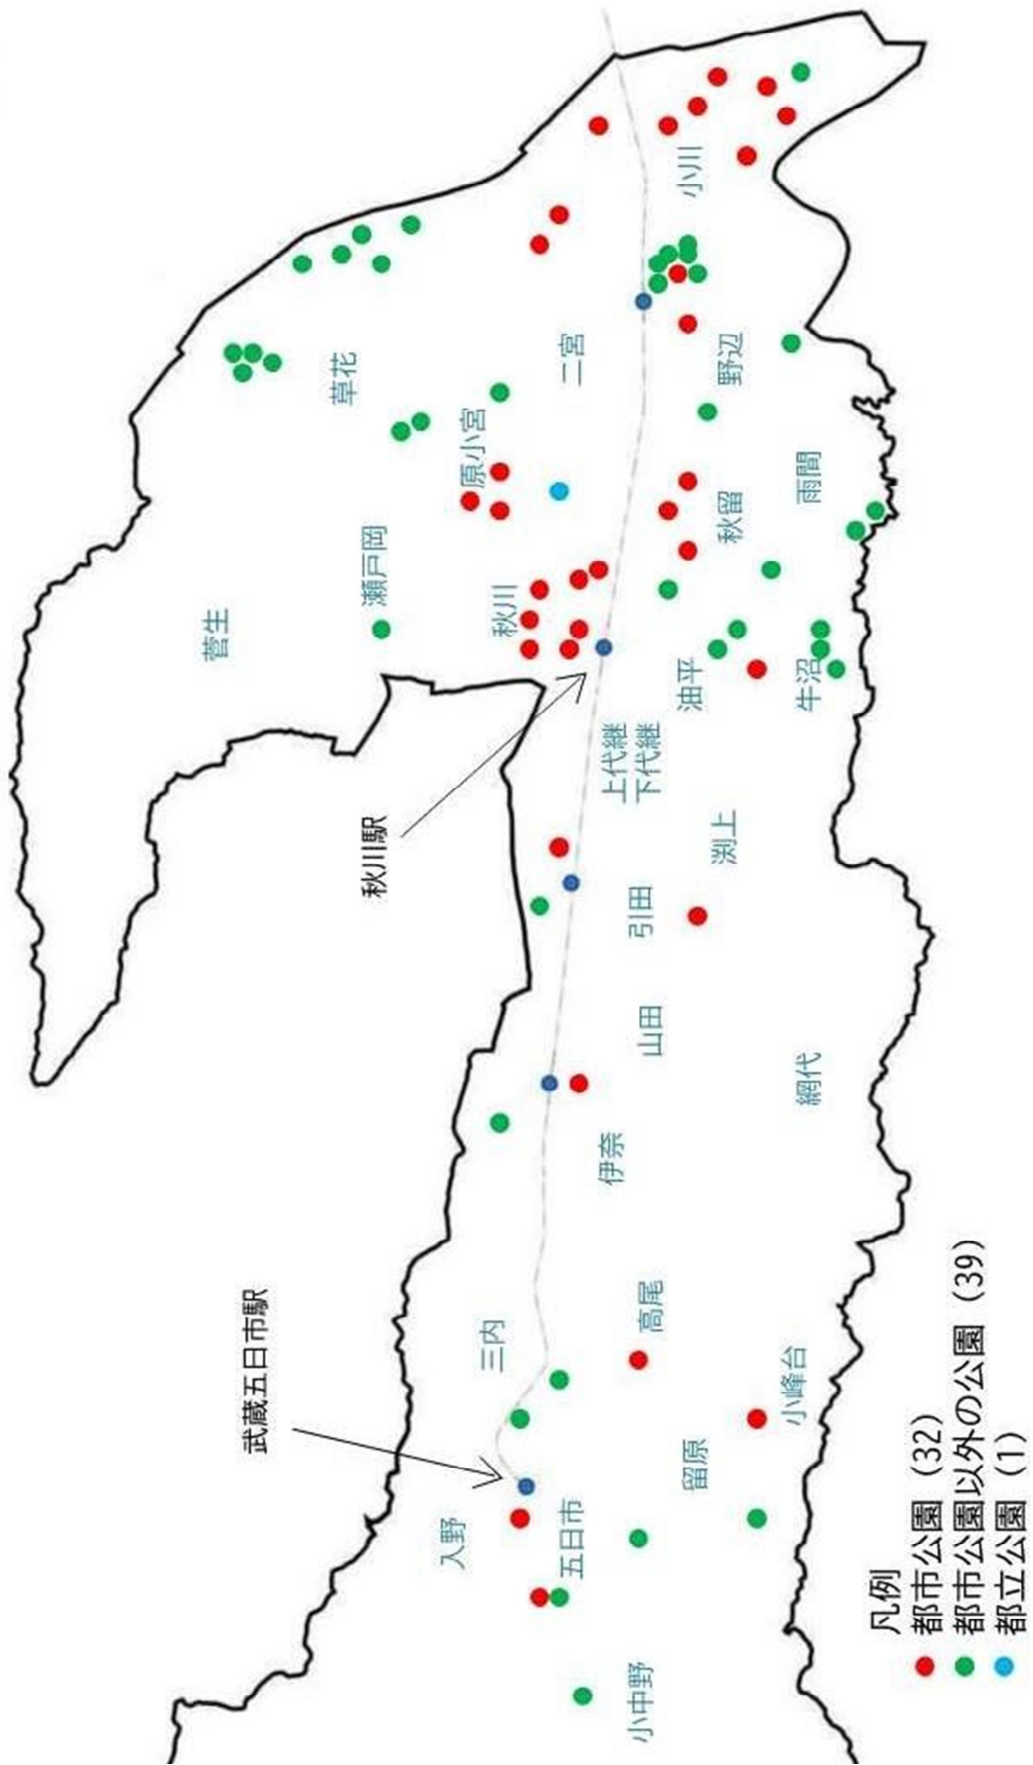 菅生
瀬戸岡
草花
原小宮
二宮
小川
秋川
秋川駅
野辺
秋留
雨間
油平
牛沼
上代継
下代継
渕上
引田
山田
網代
伊奈
武蔵五日市駅
三内
高尾
小峰台
留原
入野
五日市
小中野
凡例
都市公園（32）
都市公園以外の公園（39）
都立公園（1）